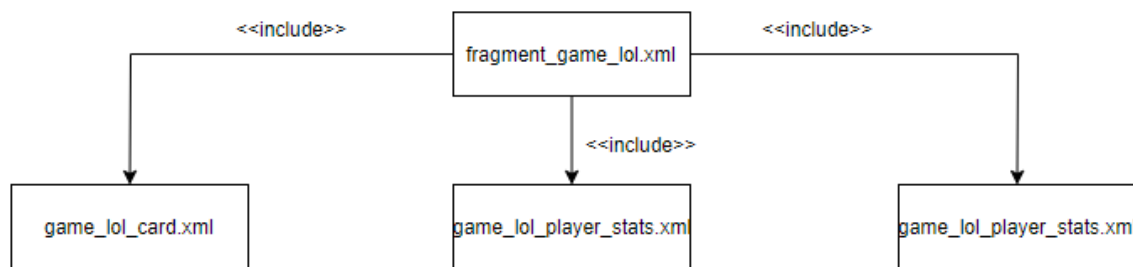 <<include>>
fragment_game_lol.xml
<<include>>
<<include>>
game_lol_card.xml
game_lol_player_stats.xml
game_lol_player_stats.xm